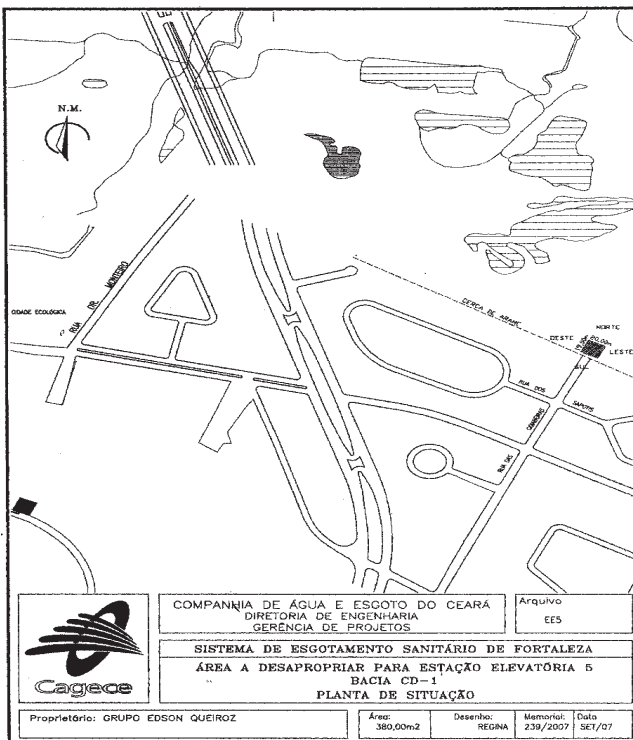 N.M.
CIDADE ECOLÓGICA
RUA DR. MONTEIRO
CERCA DE ARAME
NORTE
OESTE
20,00m
LESTE
SUL
RUA DOS SAPOTIS
RUA DAS GRAVIOLAS
Cagece
COMPANHIA DE ÁGUA E ESGOTO DO CEARÁ
DIRETORIA DE ENGENHARIA
GERÊNCIA DE PROJETOS
Arquivo
EE5
SISTEMA DE ESGOTAMENTO SANITÁRIO DE FORTALEZA
ÁREA A DESAPROPRIAR PARA ESTAÇÃO ELEVATÓRIA 5
BACIA CD-1
PLANTA DE SITUAÇÃO
Proprietário: GRUPO EDSON QUEIROZ
Área:
380,00m2
Desenho:
REGINA
Memorial:
239/2007
Data
SET/07